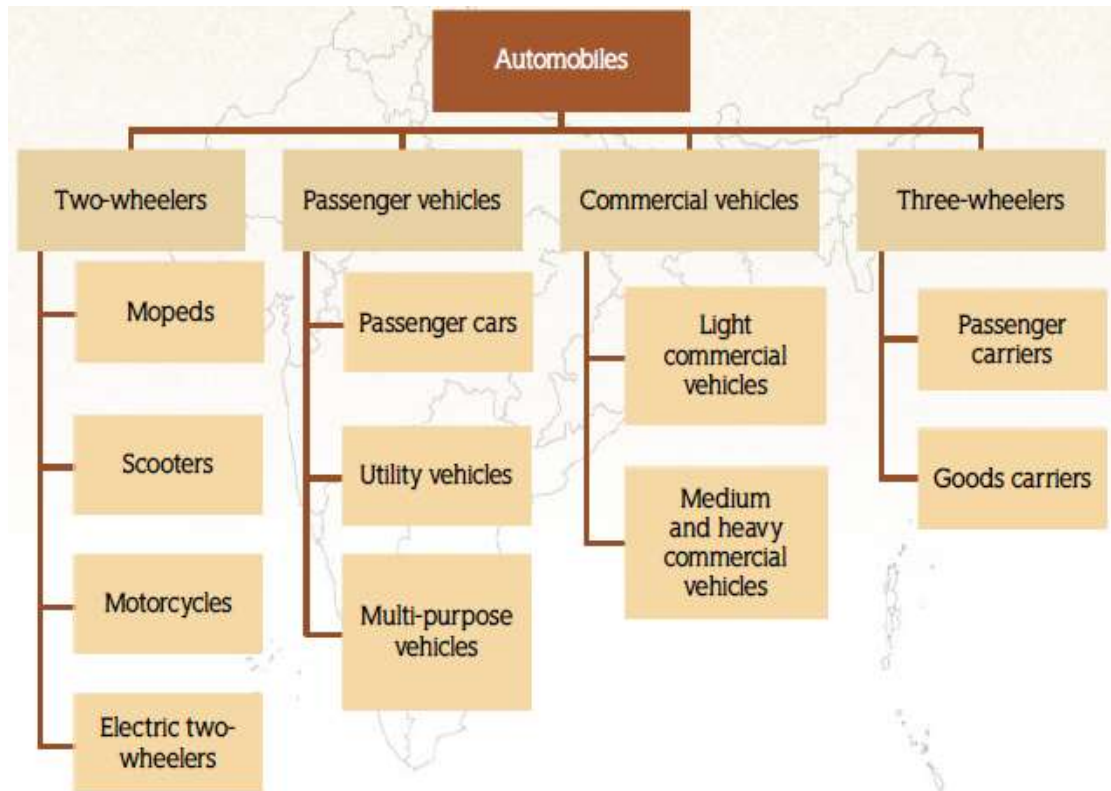 Automobiles
Two-wheelers
Passenger vehicles
Commercial vehicles
Three-wheelers
Mopeds
Scooters
Motorcycles
Electric two-
wheelers
Passenger cars
Utility vehicles
Multi-purpose
vehicles
Light
commercial
vehicles
Medium
and heavy
commercial
vehicles
Passenger
carriers
Goods carriers